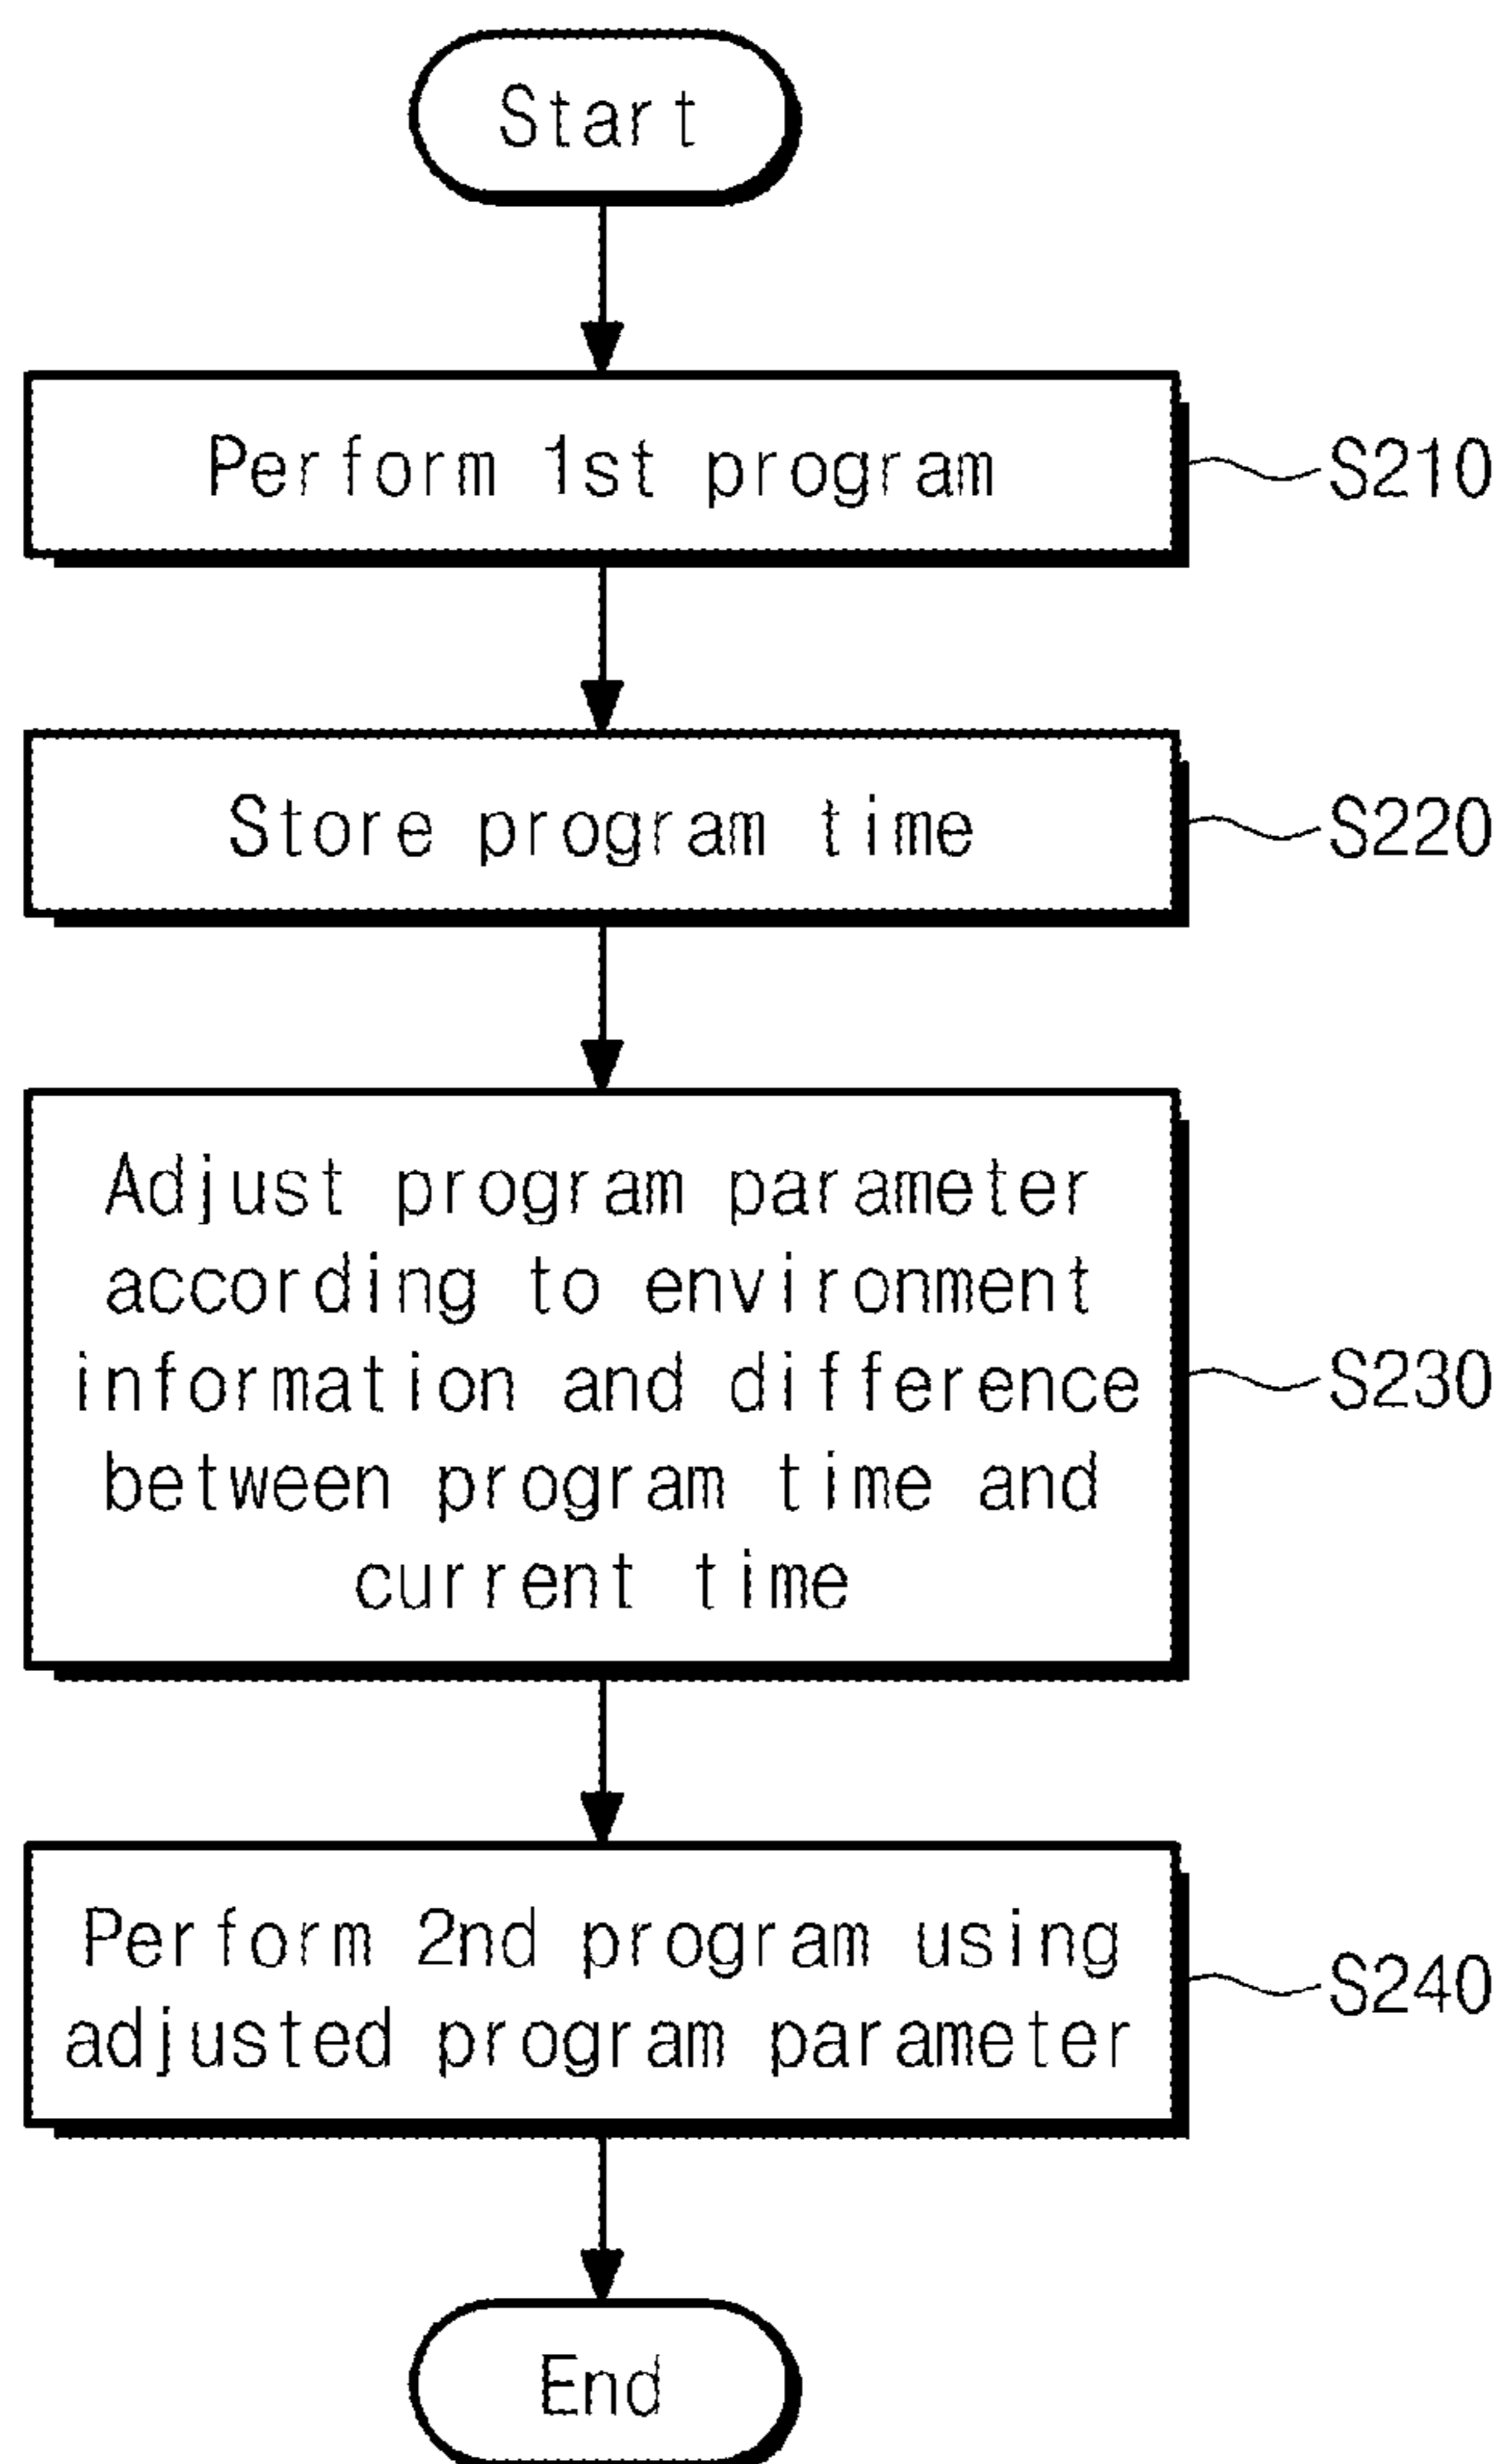 Start
Perform 1st program
S210
Store program time
S220
Adjust program parameter
according to environment
information and difference
between program time and
current time
S230
Perform 2nd program using
adjusted program parameter
S240
End